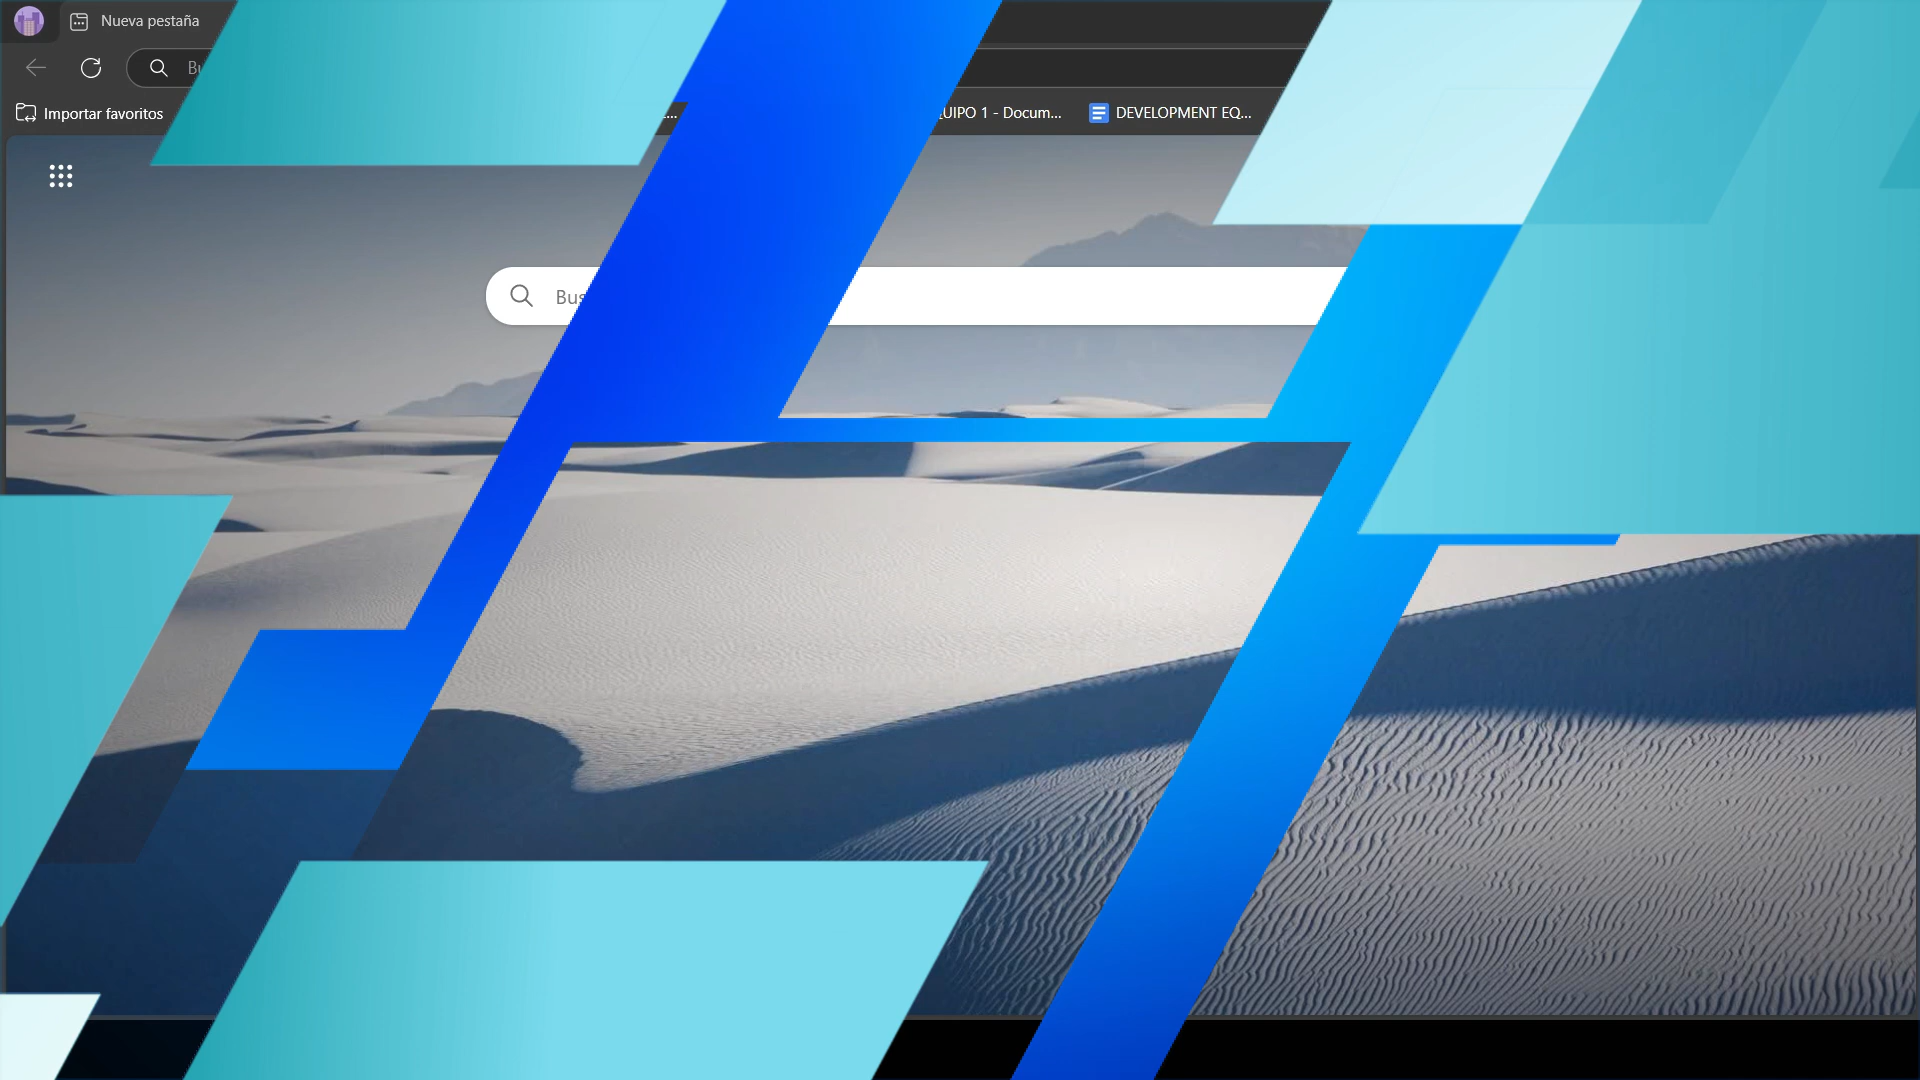 Nueva pestaña
Importar favoritos
UIPO 1 - Docum...
DEVELOPMENT EQ...